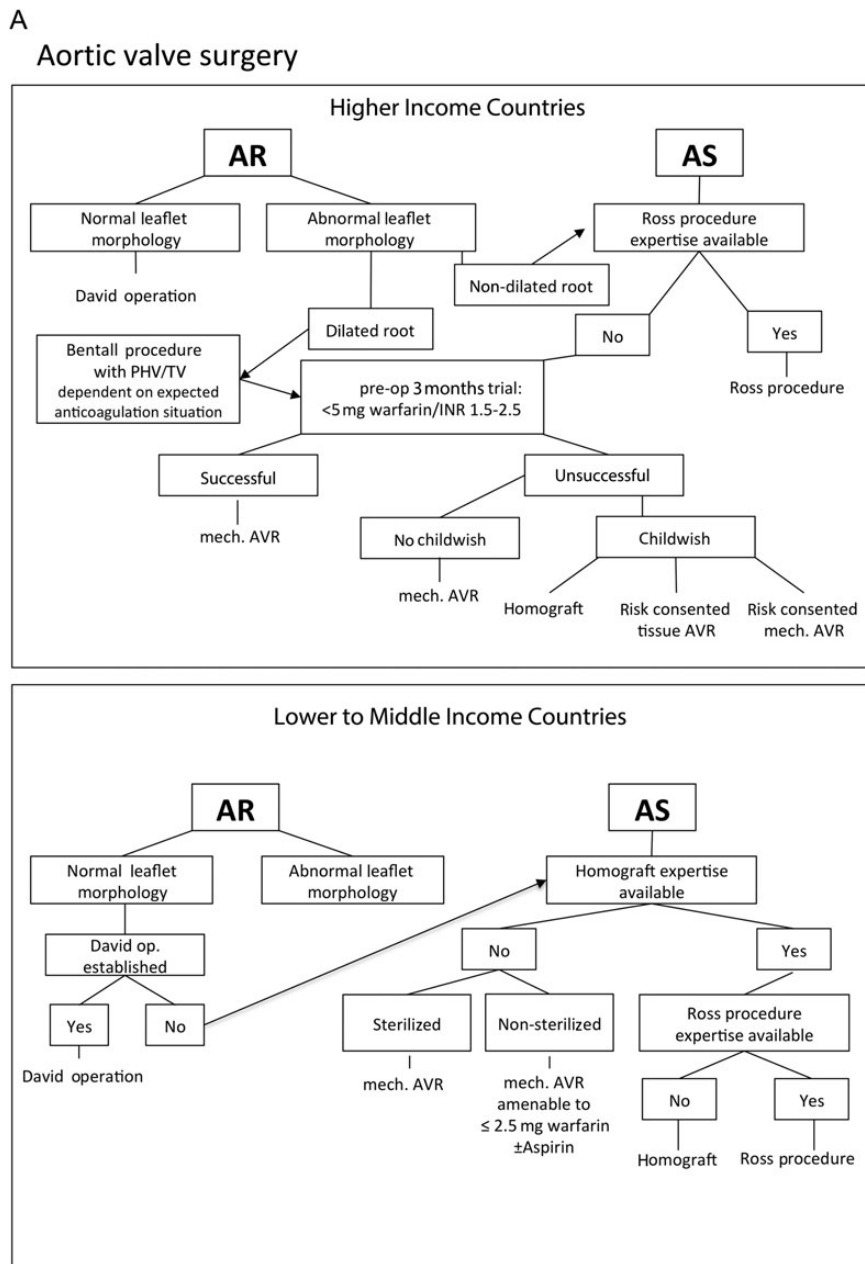 A
Aortic valve surgery
Higher Income Countries
AR
AS
Normal leaflet
morphology
Abnormal leaflet
morphology
Ross procedure
expertise available
David operation
Non-dilated root
Dilated root
No
Yes
Bentall procedure
with PHV/TV
dependent on expected
anticoagulation situation
pre-op 3 months trial:
<5 mg warfarin/INR 1.5-2.5
Ross procedure
Successful
Unsuccessful
mech. AVR
No childwish
Childwish
mech. AVR
Homograft
Risk consented
tissue AVR
Risk consented
mech. AVR
Lower to Middle Income Countries
AR
AS
Normal leaflet
morphology
Abnormal leaflet
morphology
Homograft expertise
available
David op.
established
No
Yes
Yes
No
Sterilized
Non-sterilized
Ross procedure
expertise available
David operation
mech. AVR
mech. AVR
amenable to
≤ 2.5 mg warfarin
±Aspirin
No
Yes
Homograft
Ross procedure